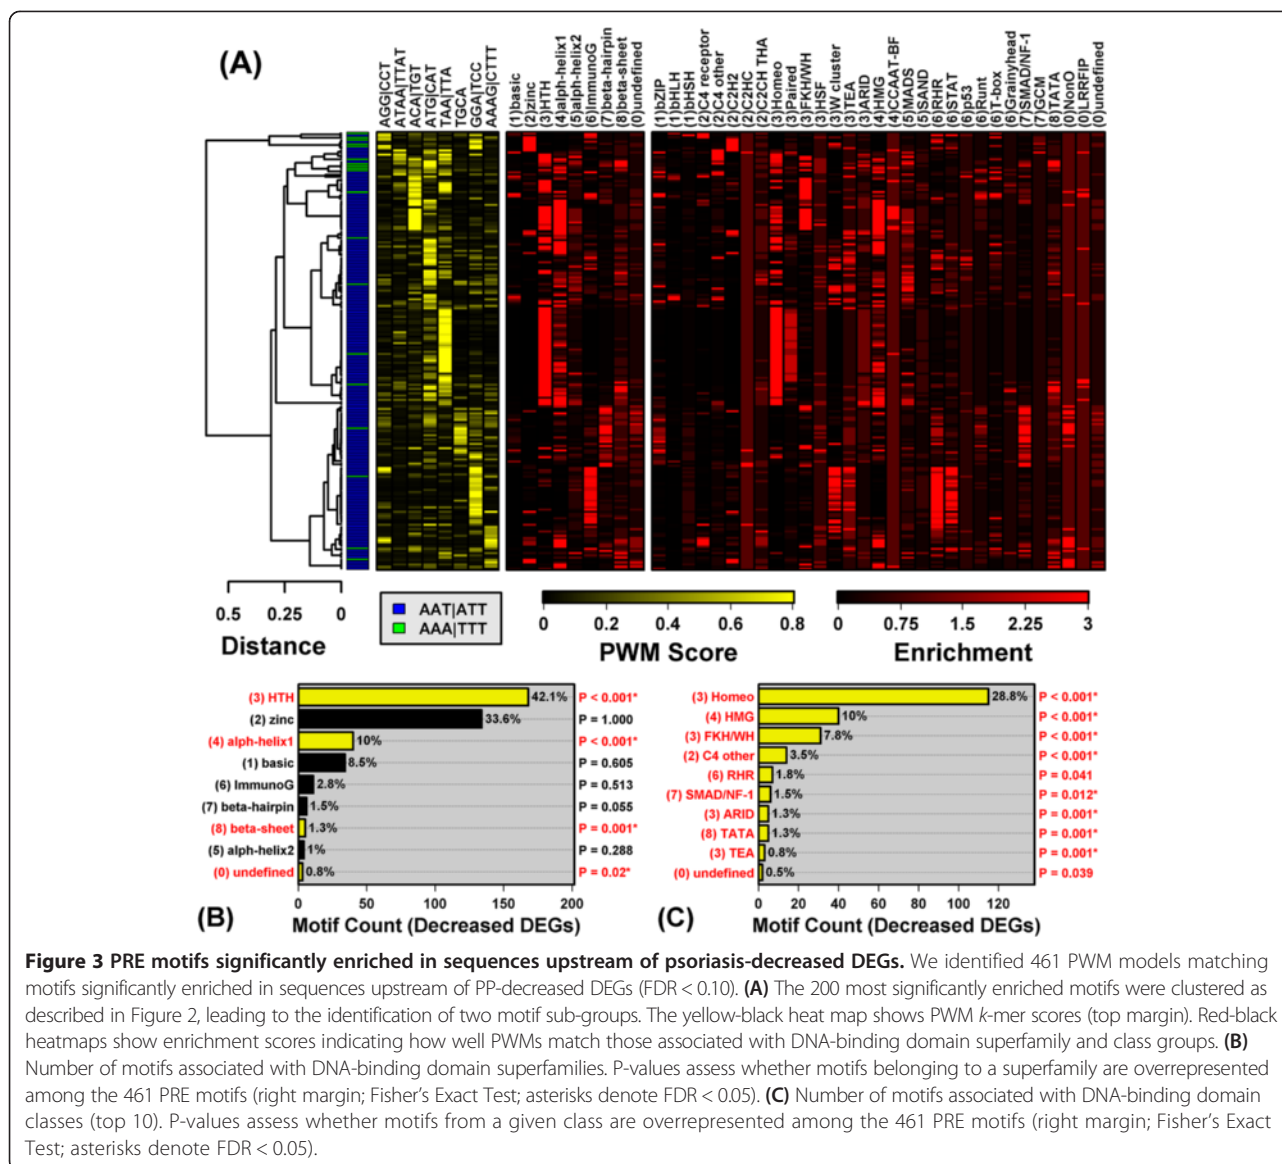 (A)
AGG|CCT
ATAA|TTAT
ACA|TGT
ATG|CAT
TAA|TTA
TGCA
GGA|TCC
AAAG|CTTT
(1)basic
(2)zinc
(3)HTH
(4)alph-helix1
(5)alph-helix2
(6)ImmunoG
(7)beta-hairpin
(8)beta-sheet
(0)undefined
(1)bZIP
(1)bHLH
(1)bHSH
(2)C4 receptor
(2)C4 other
(2)C2H2
(2)C2HC
(2)C2CH THA
(3)Homeo
(3)Paired
(3)FKH/WH
(3)HSF
(3)W cluster
(3)TEA
(3)ARID
(4)HMG
(4)CCAAT-BF
(5)MADS
(5)SAND
(6)RHR
(6)STAT
(6)p53
(6)Runt
(6)T-box
(6)Grainyhead
(7)SMAD/NF-1
(7)GCM
(8)TATA
(0)NonO
(0)LRRFIP
(0)undefined
0.5 0.25 0
Distance
AAT|ATT
AAA|TTT
0 0.2 0.4 0.6 0.8
PWM Score
0 0.75 1.5 2.25 3
Enrichment
(3) HTH 42.1% P < 0.001*
(2) zinc 33.6% P = 1.000
(4) alph-helix1 10% P < 0.001*
(1) basic 8.5% P = 0.605
(6) ImmunoG 2.8% P = 0.513
(7) beta-hairpin 1.5% P = 0.055
(8) beta-sheet 1.3% P = 0.001*
(5) alph-helix2 1% P = 0.288
(0) undefined 0.8% P = 0.02*
0 50 100 150 200
(B) Motif Count (Decreased DEGs)
(3) Homeo 28.8% P < 0.001*
(4) HMG 10% P < 0.001*
(3) FKH/WH 7.8% P < 0.001*
(2) C4 other 3.5% P < 0.001*
(6) RHR 1.8% P = 0.041
(7) SMAD/NF-1 1.5% P = 0.012*
(3) ARID 1.3% P = 0.001*
(8) TATA 1.3% P = 0.001*
(3) TEA 0.8% P = 0.001*
(0) undefined 0.5% P = 0.039
0 20 40 60 80 100 120
(C) Motif Count (Decreased DEGs)
Figure 3 PRE motifs significantly enriched in sequences upstream of psoriasis-decreased DEGs. We identified 461 PWM models matching
motifs significantly enriched in sequences upstream of PP-decreased DEGs (FDR < 0.10). (A) The 200 most significantly enriched motifs were clustered as
described in Figure 2, leading to the identification of two motif sub-groups. The yellow-black heat map shows PWM k-mer scores (top margin). Red-black
heatmaps show enrichment scores indicating how well PWMs match those associated with DNA-binding domain superfamily and class groups. (B)
Number of motifs associated with DNA-binding domain superfamilies. P-values assess whether motifs belonging to a superfamily are overrepresented
among the 461 PRE motifs (right margin; Fisher's Exact Test; asterisks denote FDR < 0.05). (C) Number of motifs associated with DNA-binding domain
classes (top 10). P-values assess whether motifs from a given class are overrepresented among the 461 PRE motifs (right margin; Fisher's Exact
Test; asterisks denote FDR < 0.05).